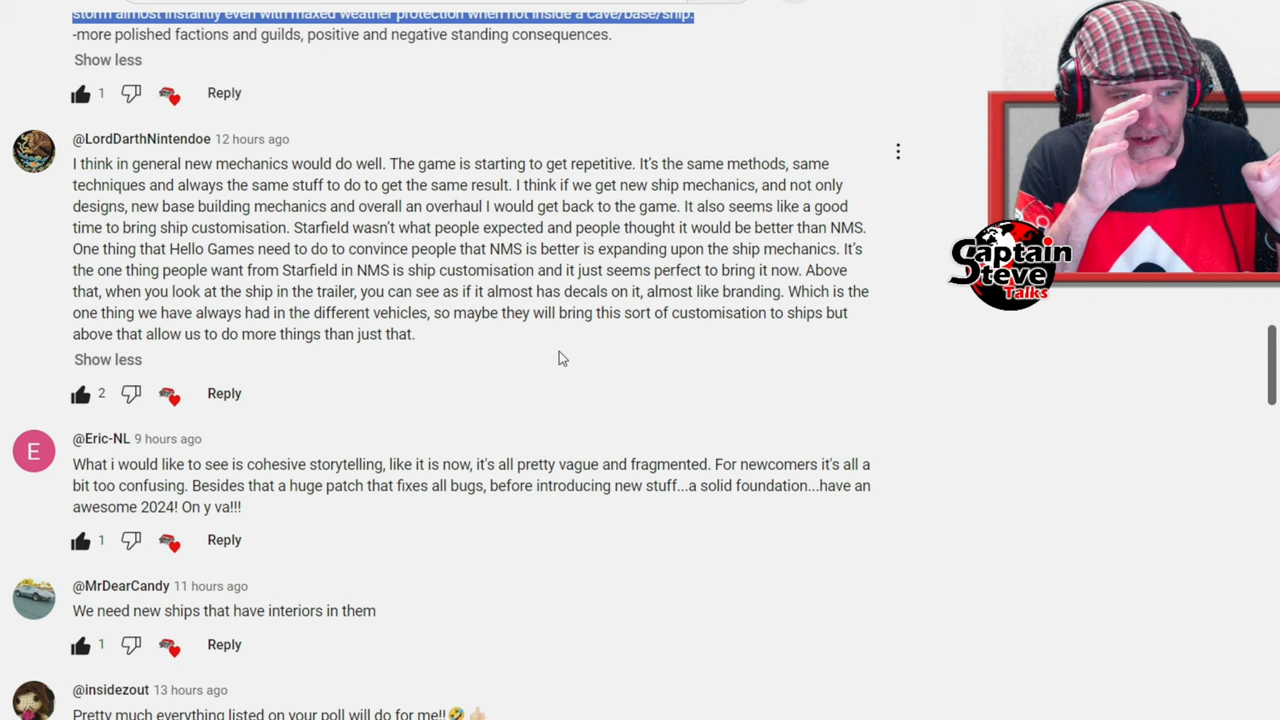 storm almost instantly even with maxed weather protection when not inside a cave/base/ship.
-more polished factions and guilds, positive and negative standing consequences.
Show less
1 Reply
@LordDarthNintendoe 12 hours ago
I think in general new mechanics would do well. The game is starting to get repetitive. It's the same methods, same
techniques and always the same stuff to do to get the same result. I think if we get new ship mechanics, and not only
designs, new base building mechanics and overall an overhaul I would get back to the game. It also seems like a good
time to bring ship customisation. Starfield wasn't what people expected and people thought it would be better than NMS.
One thing that Hello Games need to do to convince people that NMS is better is expanding upon the ship mechanics. It's
the one thing people want from Starfield in NMS is ship customisation and it just seems perfect to bring it now. Above
that, when you look at the ship in the trailer, you can see as if it almost has decals on it, almost like branding. Which is the
one thing we have always had in the different vehicles, so maybe they will bring this sort of customisation to ships but
above that allow us to do more things than just that.
Show less
2 Reply
Captain
Steve
Talks
E
@Eric-NL 9 hours ago
What i would like to see is cohesive storytelling, like it is now, it's all pretty vague and fragmented. For newcomers it's all a
bit too confusing. Besides that a huge patch that fixes all bugs, before introducing new stuff...a solid foundation...have an
awesome 2024! On y va!!!
1 Reply
@MrDearCandy 11 hours ago
We need new ships that have interiors in them
1 Reply
@insidezout 13 hours ago
Pretty much everything listed on your poll will do for me!!🤣👍🏻